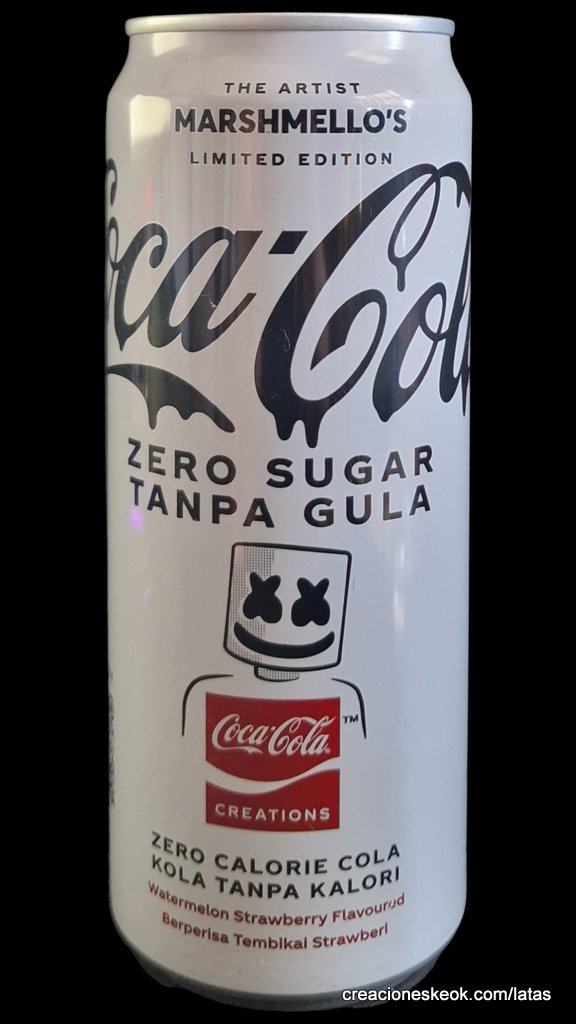 THE ARTIST
MARSHMELLO'S
LIMITED EDITION
Coca-Cola
ZERO SUGAR
TANPA GULA
Coca-Cola
TM
CREATIONS
ZERO CALORIE COLA
KOLA TANPA KALORI
Watermelon Strawberry Flavoured
Berperisa Tembikai Strawberi
creacioneskeok.com/latas